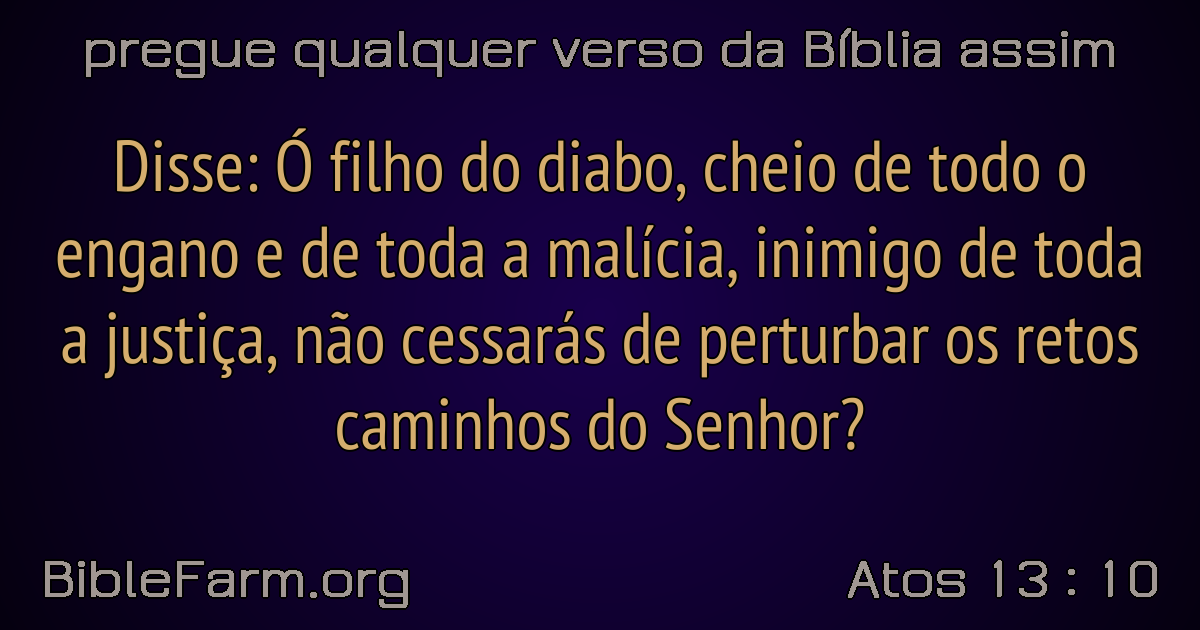 pregue qualquer verso da Bíblia assim
Disse: Ó filho do diabo, cheio de todo o
engano e de toda a malícia, inimigo de toda
a justiça, não cessarás de perturbar os retos
caminhos do Senhor?
BibleFarm.org
Atos 13 : 10